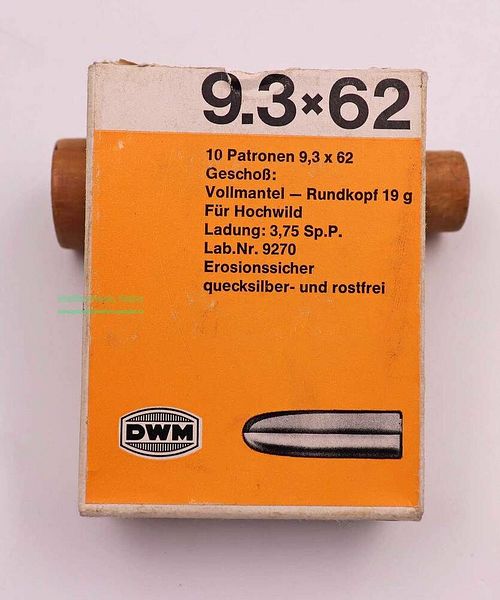 9.3×62
10 Patronen 9,3 x 62
Geschoß:
Vollmantel – Rundkopf 19 g
Für Hochwild
Ladung: 3,75 Sp.P.
Lab.Nr. 9270
Erosionssicher
quecksilber- und rostfrei
DWM